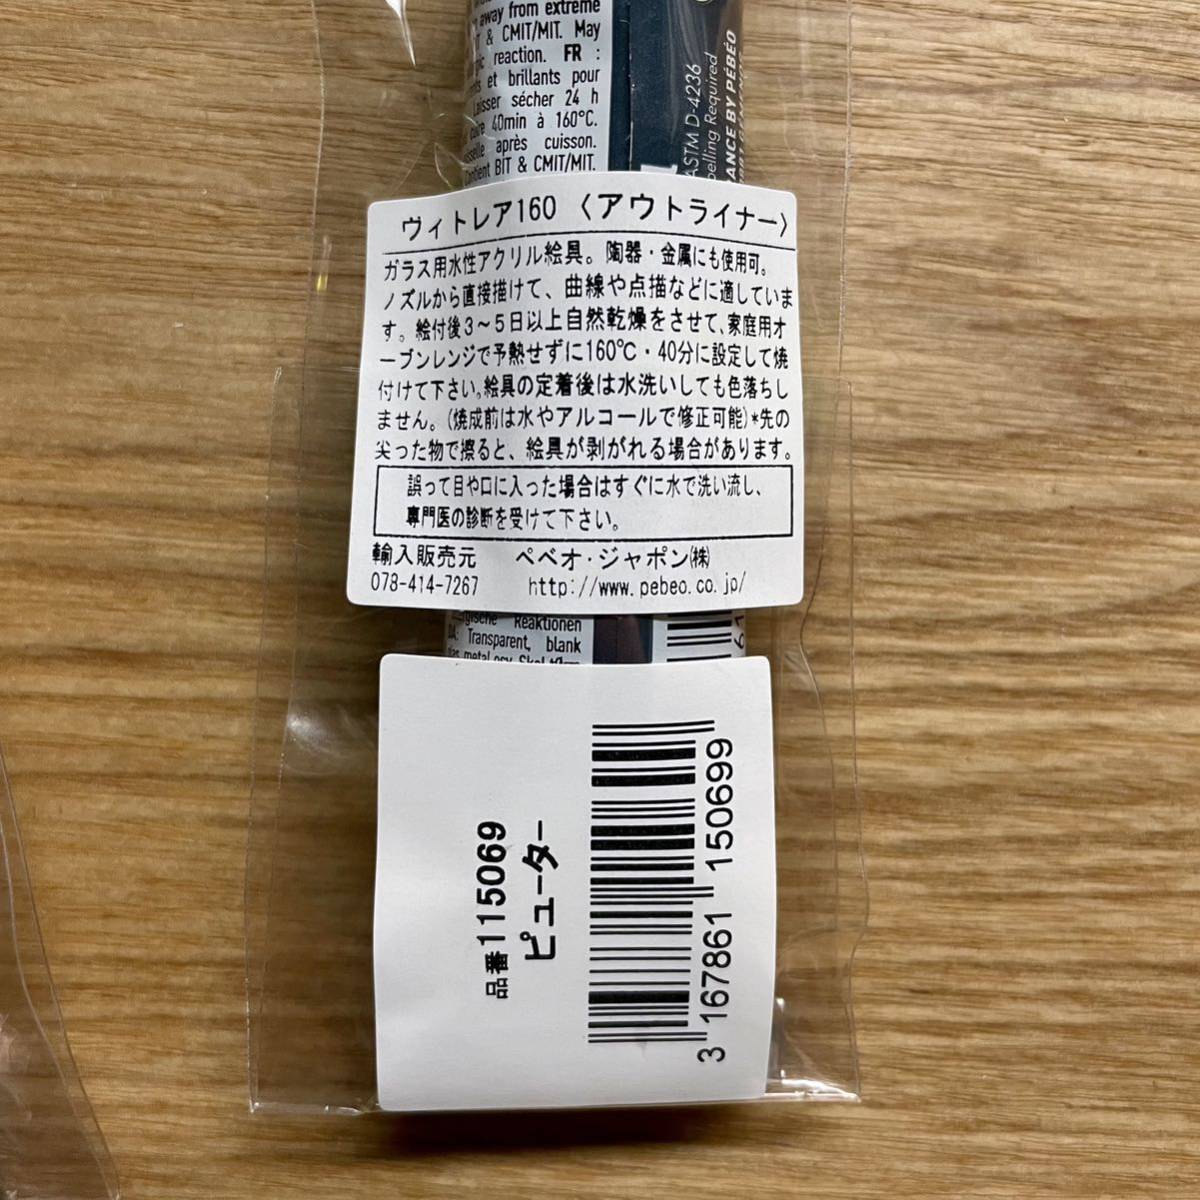 away from extreme
& CMIT/MIT. May
reaction. FR :
et brillants pour
Laisser sécher 24 h
40min à 160°C.
après cuisson.
Contient BIT & CMIT/MIT.
ASTM D-4236
Required
ANCE BY PÉBÉO
ヴィトレア160 〈アウトライナー〉
ガラス用水性アクリル絵具。陶器・金属にも使用可。
ノズルから直接描けて、曲線や点描などに適していま
す。絵付後3～5日以上自然乾燥をさせて、家庭用オ
ーブンレンジで予熱せずに160℃・40分に設定して焼
付けて下さい。絵具の定着後は水洗いしても色落ちし
ません。(焼成前は水やアルコールで修正可能)*先の
尖った物で擦ると、絵具が剥がれる場合があります。
誤って目や口に入った場合はすぐに水で洗い流し、
専門医の診断を受けて下さい。
輸入販売元 ペベオ・ジャポン㈱
078-414-7267 http://www.pebeo.co.jp/
Reaktionen
Transparent, blank
品番115069
ピューター
3 167861 150699